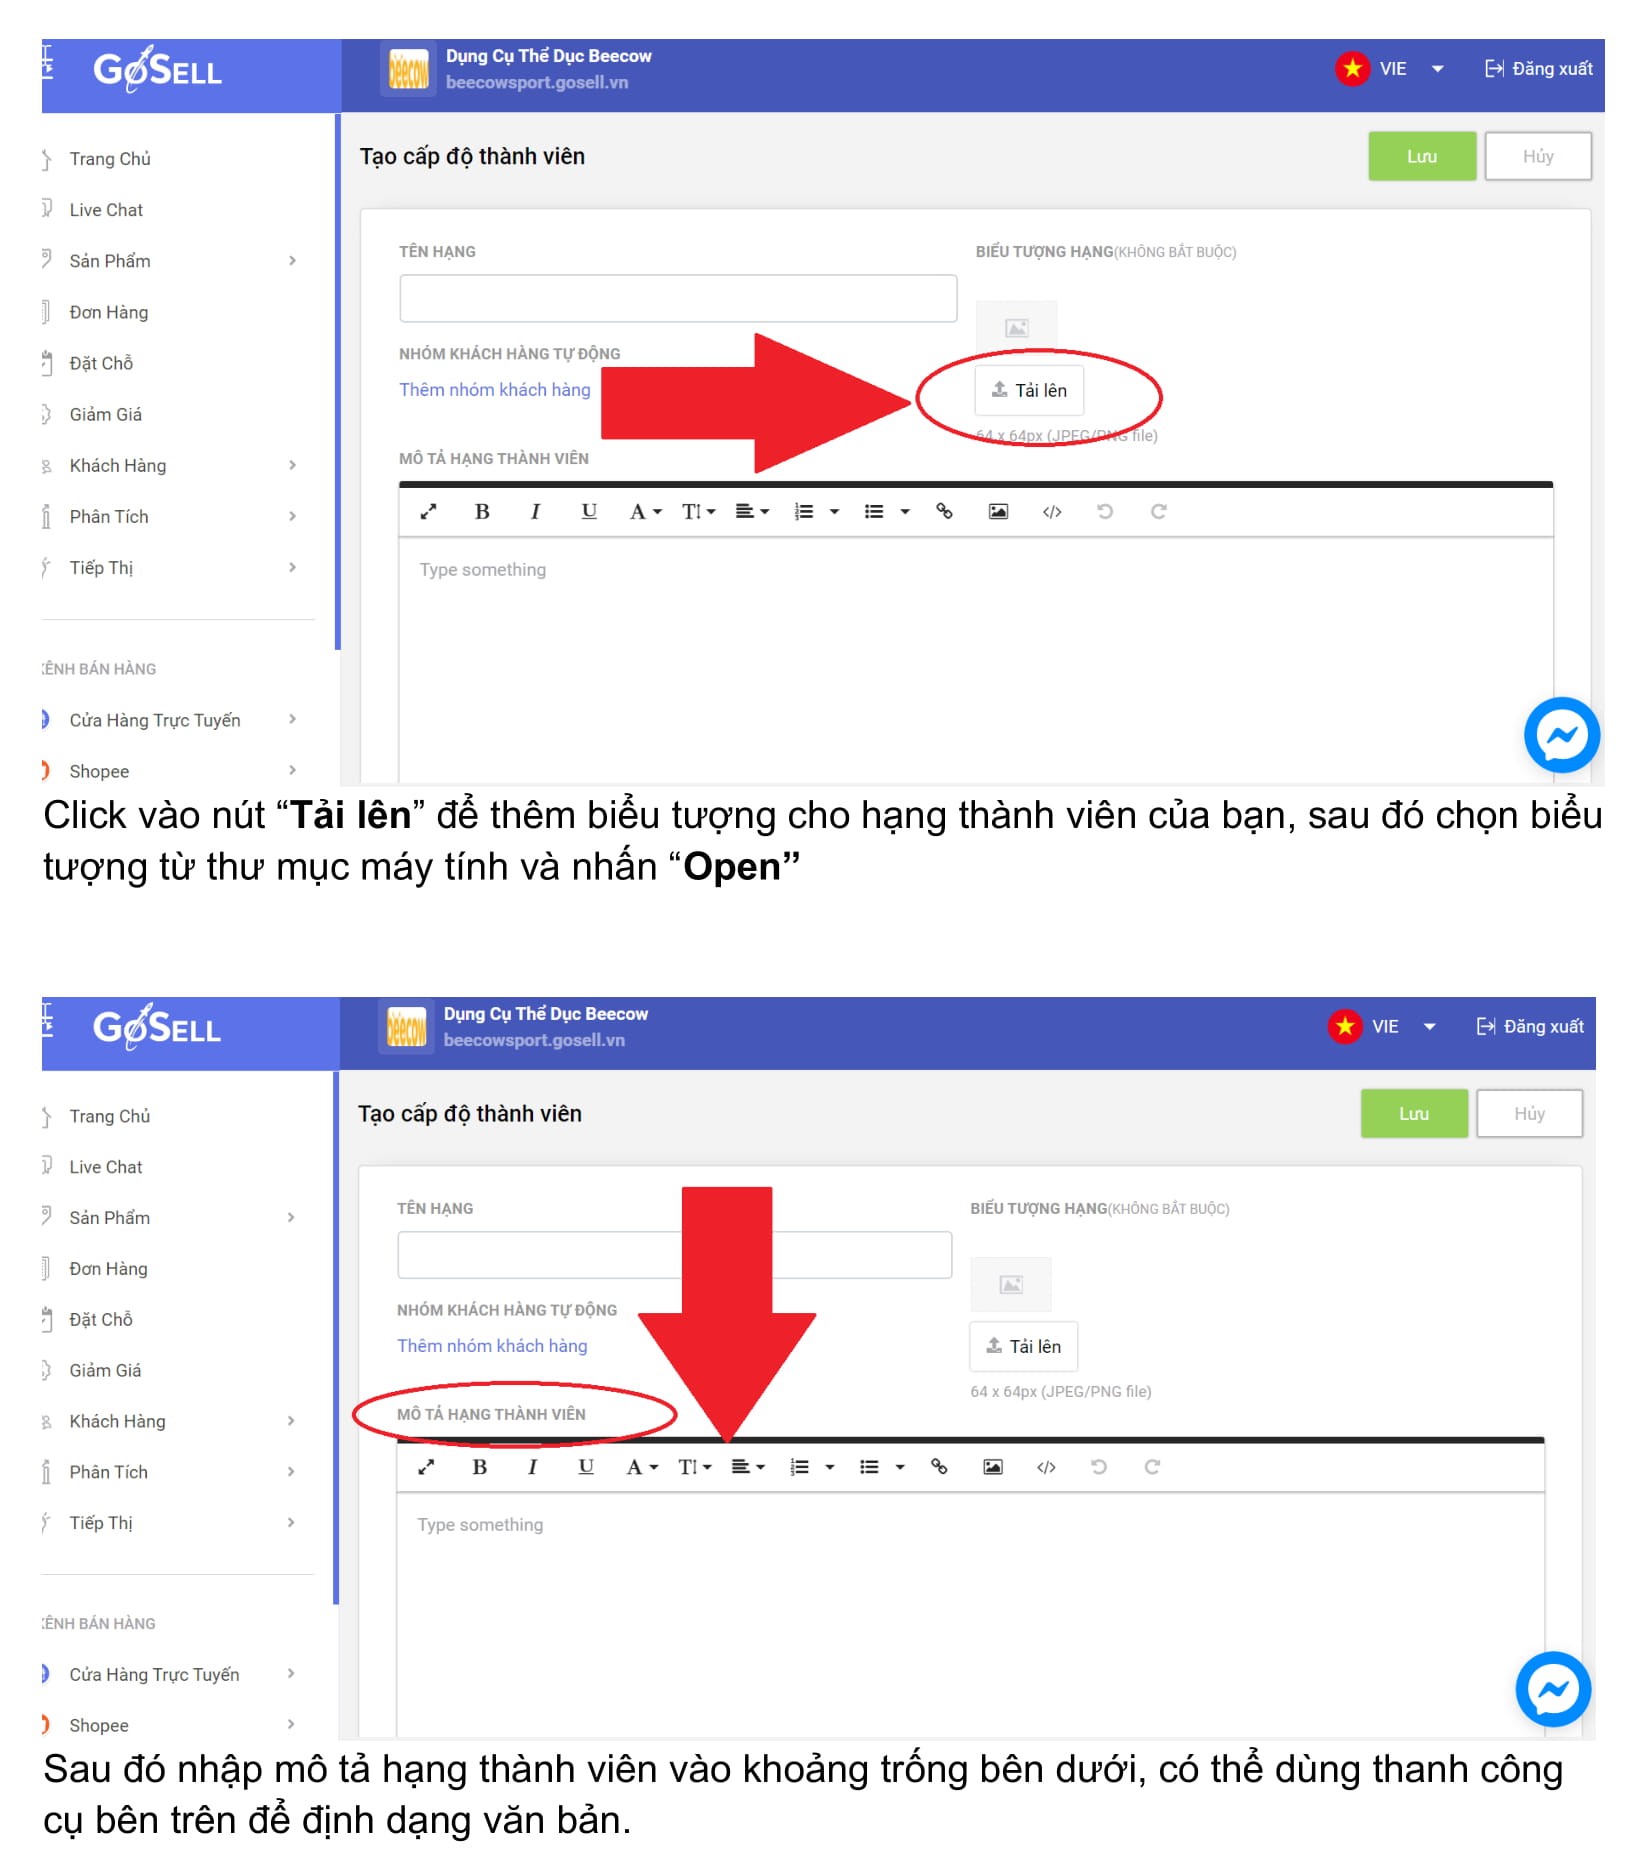 GoSELL
Dụng Cụ Thể Dục Beecow
beecowsport.gosell.vn
VIE
Đăng xuất
Trang Chủ
Live Chat
Sản Phẩm
Đơn Hàng
Đặt Chỗ
Giảm Giá
Khách Hàng
Phân Tích
Tiếp Thị
KÊNH BÁN HÀNG
Cửa Hàng Trực Tuyến
Shopee
Tạo cấp độ thành viên
Lưu
Hủy
TÊN HẠNG
BIỂU TƯỢNG HẠNG(KHÔNG BẮT BUỘC)
NHÓM KHÁCH HÀNG TỰ ĐỘNG
Thêm nhóm khách hàng
Tải lên
64 x 64px (JPEG/PNG file)
MÔ TẢ HẠNG THÀNH VIÊN
B I U A T
Type something
Click vào nút “Tải lên” để thêm biểu tượng cho hạng thành viên của bạn, sau đó chọn biểu
tượng từ thư mục máy tính và nhấn “Open”
GoSELL
Dụng Cụ Thể Dục Beecow
beecowsport.gosell.vn
VIE
Đăng xuất
Trang Chủ
Live Chat
Sản Phẩm
Đơn Hàng
Đặt Chỗ
Giảm Giá
Khách Hàng
Phân Tích
Tiếp Thị
KÊNH BÁN HÀNG
Cửa Hàng Trực Tuyến
Shopee
Tạo cấp độ thành viên
Lưu
Hủy
TÊN HẠNG
BIỂU TƯỢNG HẠNG(KHÔNG BẮT BUỘC)
NHÓM KHÁCH HÀNG TỰ ĐỘNG
Thêm nhóm khách hàng
Tải lên
64 x 64px (JPEG/PNG file)
MÔ TẢ HẠNG THÀNH VIÊN
B I U A T
Type something
Sau đó nhập mô tả hạng thành viên vào khoảng trống bên dưới, có thể dùng thanh công
cụ bên trên để định dạng văn bản.